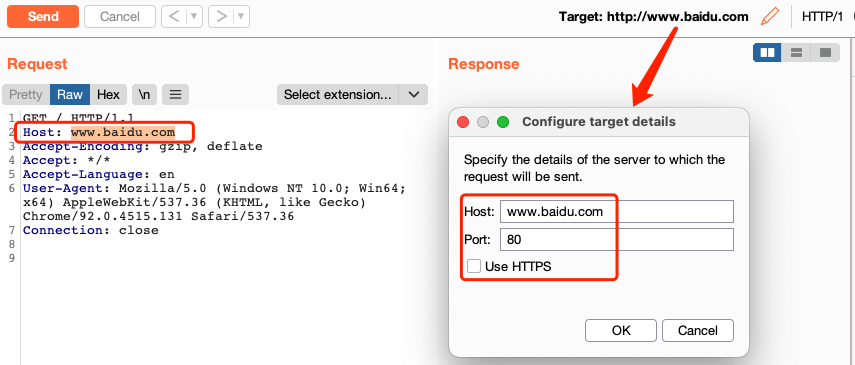 Send Cancel < > Target: http://www.baidu.com HTTP/1
Request
Response
Pretty Raw Hex \n Select extension...
1 GET / HTTP/1.1
2 Host: www.baidu.com
3 Accept-Encoding: gzip, deflate
4 Accept: */*
5 Accept-Language: en
6 User-Agent: Mozilla/5.0 (Windows NT 10.0; Win64;
x64) AppleWebKit/537.36 (KHTML, like Gecko)
Chrome/92.0.4515.131 Safari/537.36
7 Connection: close
8
9
Configure target details
Specify the details of the server to which the
request will be sent.
Host: www.baidu.com
Port: 80
Use HTTPS
OK Cancel